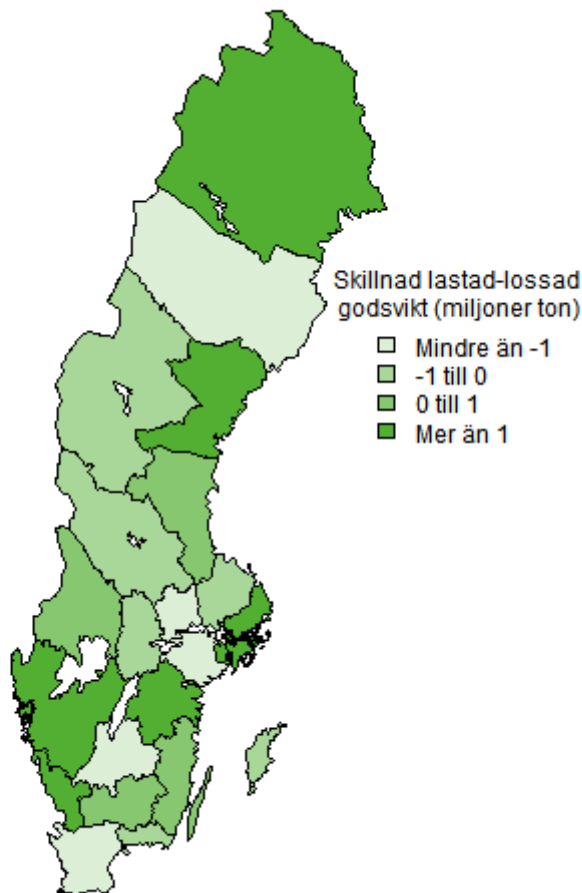 Skillnad lastad-lossad
godsvikt (miljoner ton)
Mindre än -1
-1 till 0
0 till 1
Mer än 1